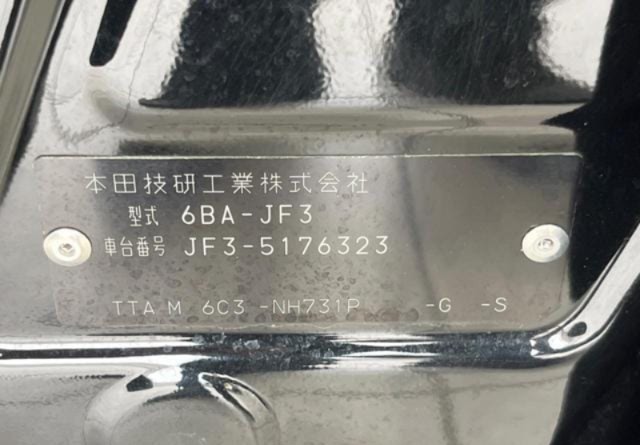 本田技研工業株式会社
型式 6BA-JF3
車台番号 JF3-5176323
TTA M 6C3 -NH731P -G -S